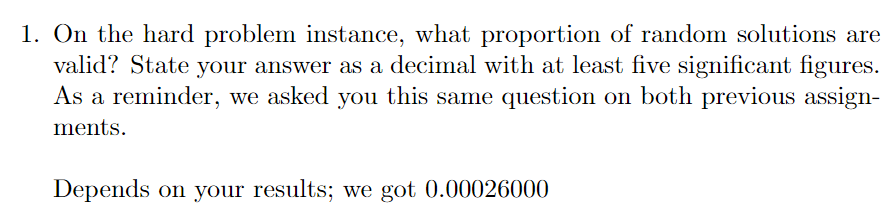 1. On the hard problem instance, what proportion of random solutions are
valid? State your answer as a decimal with at least five significant figures.
As a reminder, we asked you this same question on both previous assign-
ments.
Depends on your results; we got 0.00026000